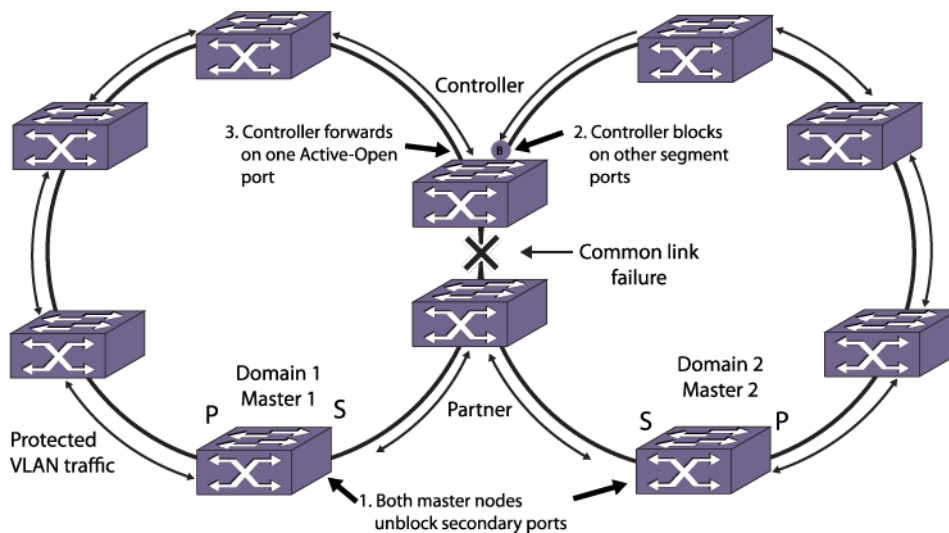 Controller
3. Controller forwards
on one Active-Open
port
B
2. Controller blocks
on other segment
ports
Common link
failure
Domain 1
Master 1
P
S
Partner
Domain 2
Master 2
S
P
Protected
VLAN traffic
1. Both master nodes
unblock secondary ports